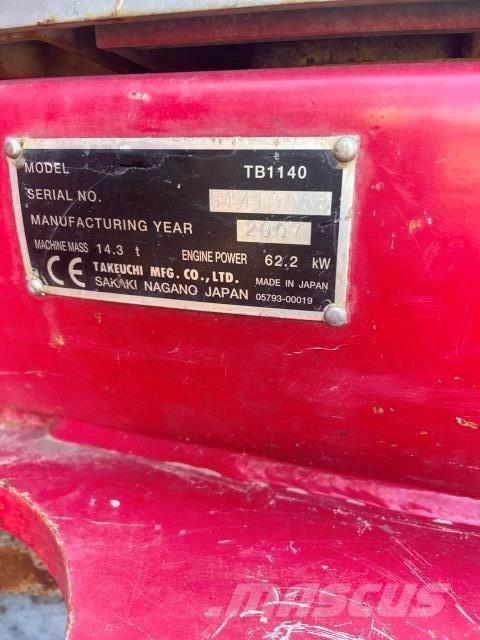 MODEL TB1140
SERIAL NO.
MANUFACTURING YEAR 2007
MACHINE MASS 14.3 t ENGINE POWER 62.2 kW
CE TAKEUCHI MFG. CO., LTD. MADE IN JAPAN
SAKAKI NAGANO JAPAN 05793-00019
MASCUS